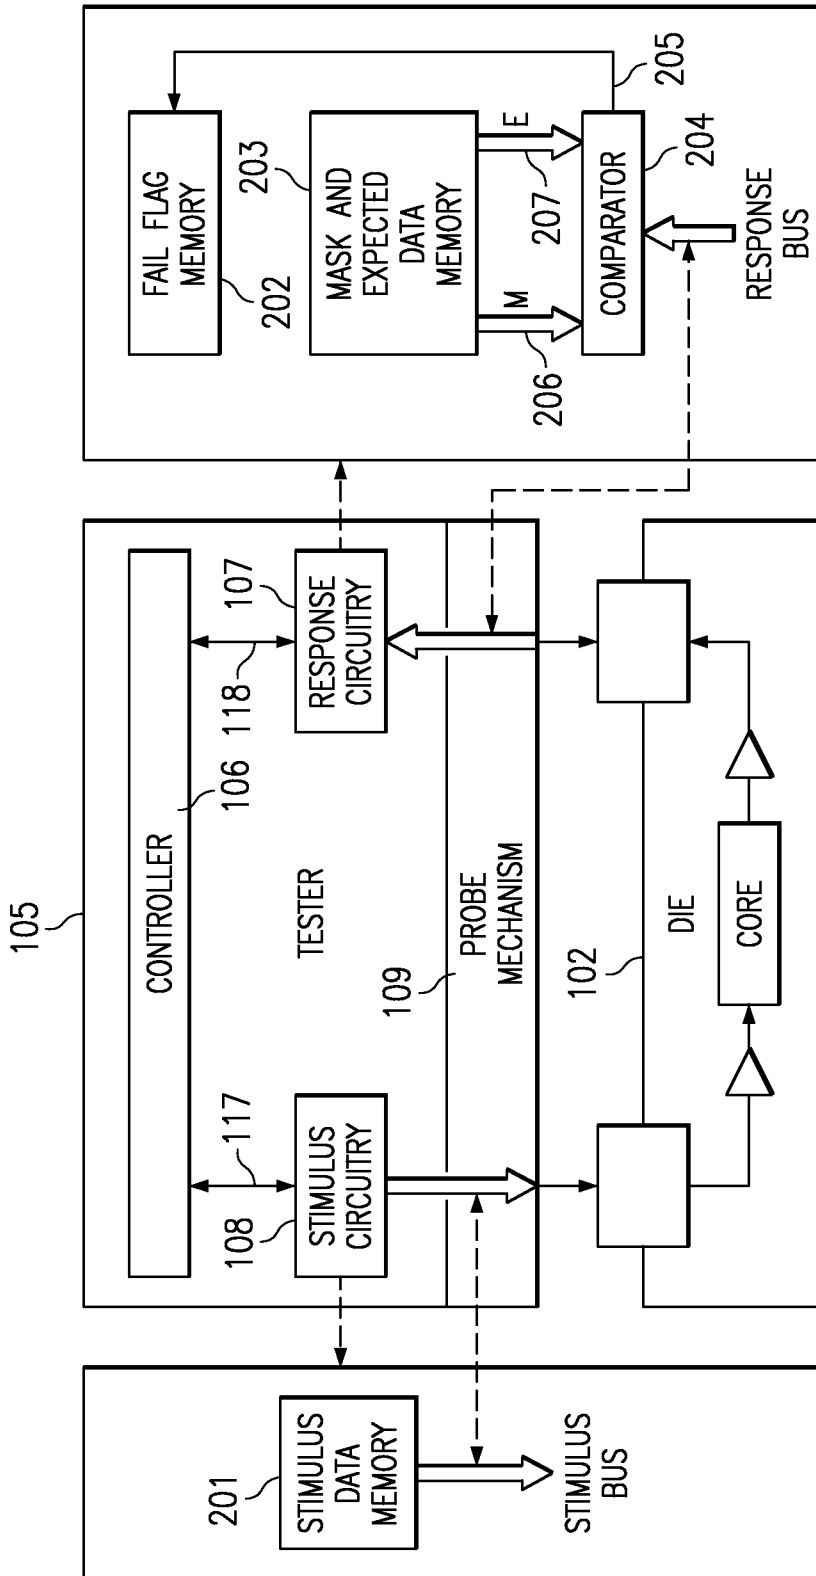 201
STIMULUS
DATA
MEMORY
STIMULUS
BUS
105
CONTROLLER
106
117
118
108
STIMULUS
CIRCUITRY
TESTER
107
RESPONSE
CIRCUITRY
109
PROBE
MECHANISM
102
DIE
CORE
FAIL FLAG
MEMORY
202
203
MASK AND
EXPECTED
DATA
MEMORY
206
M
207
E
205
COMPARATOR
204
RESPONSE
BUS